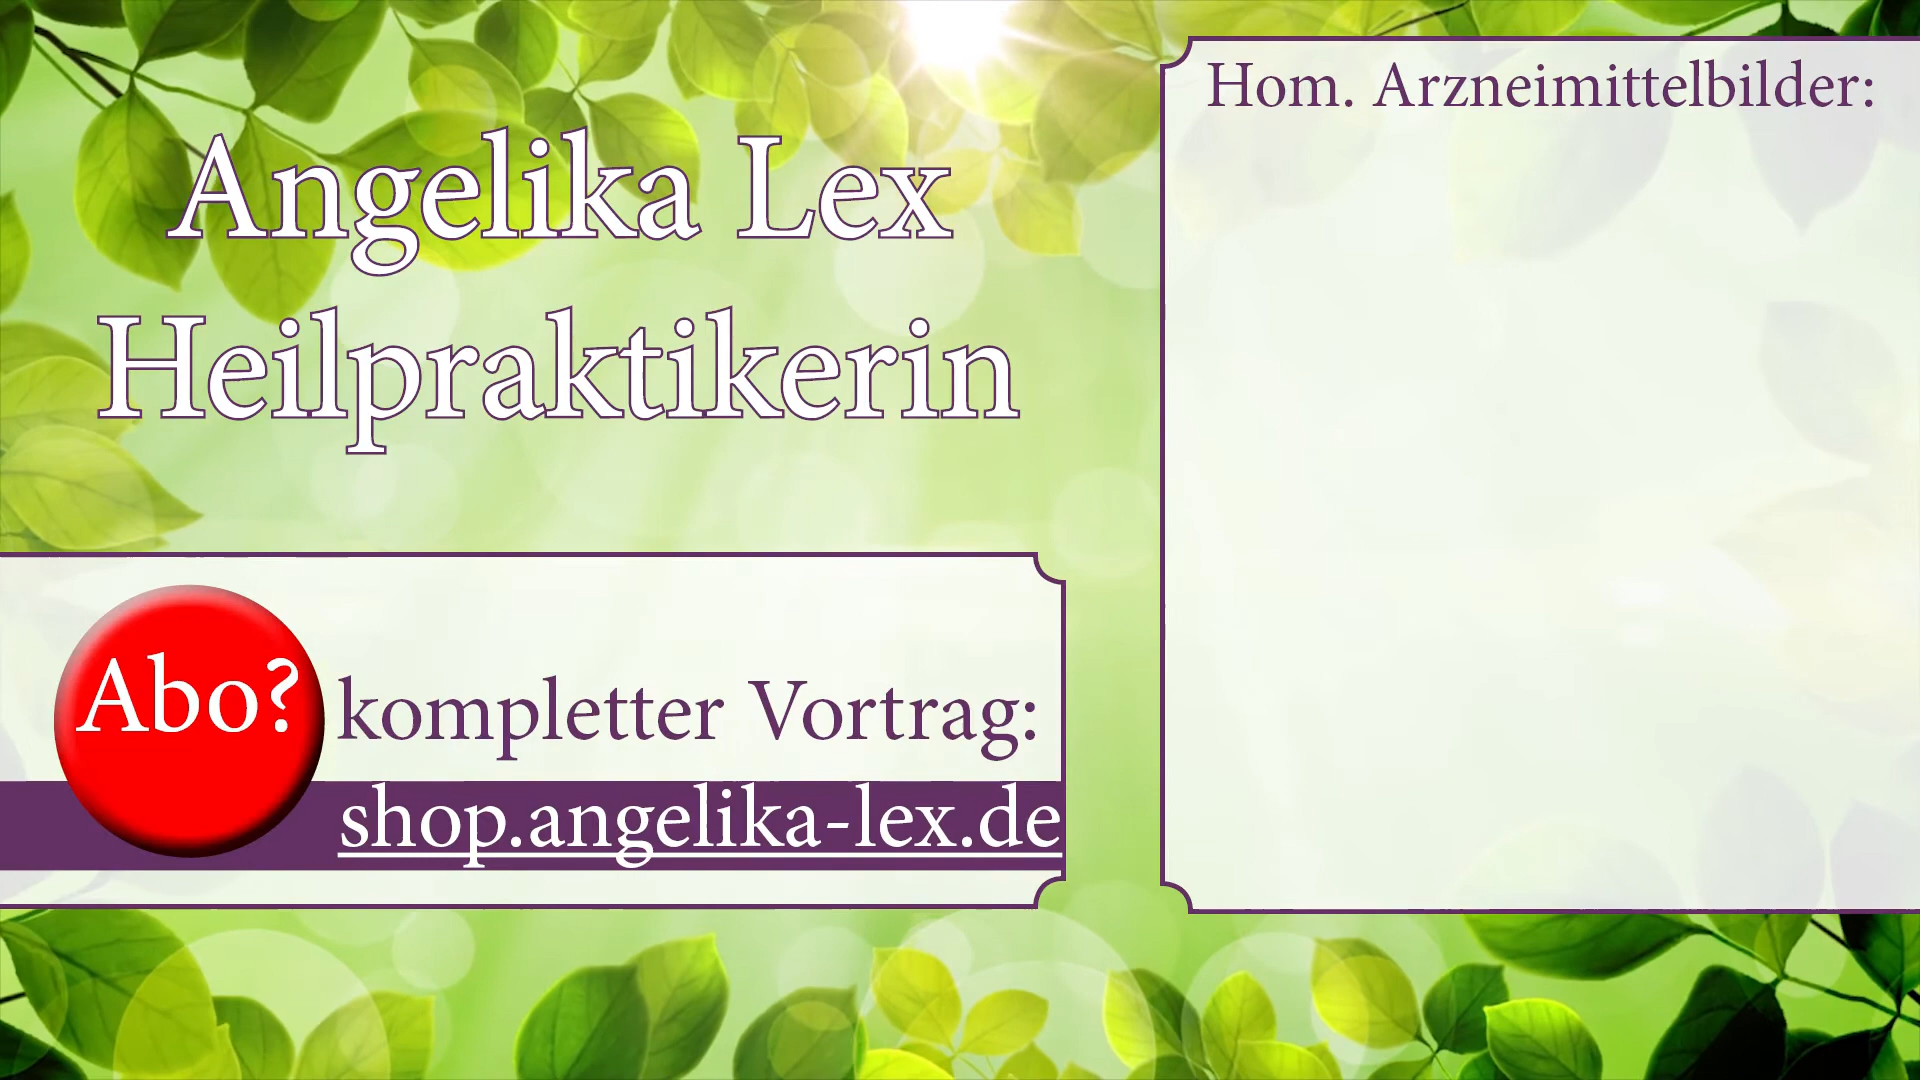 Angelika Lex
Heilpraktikerin
Hom. Arzneimittelbilder:
Abo?
kompletter Vortrag:
shop.angelika-lex.de